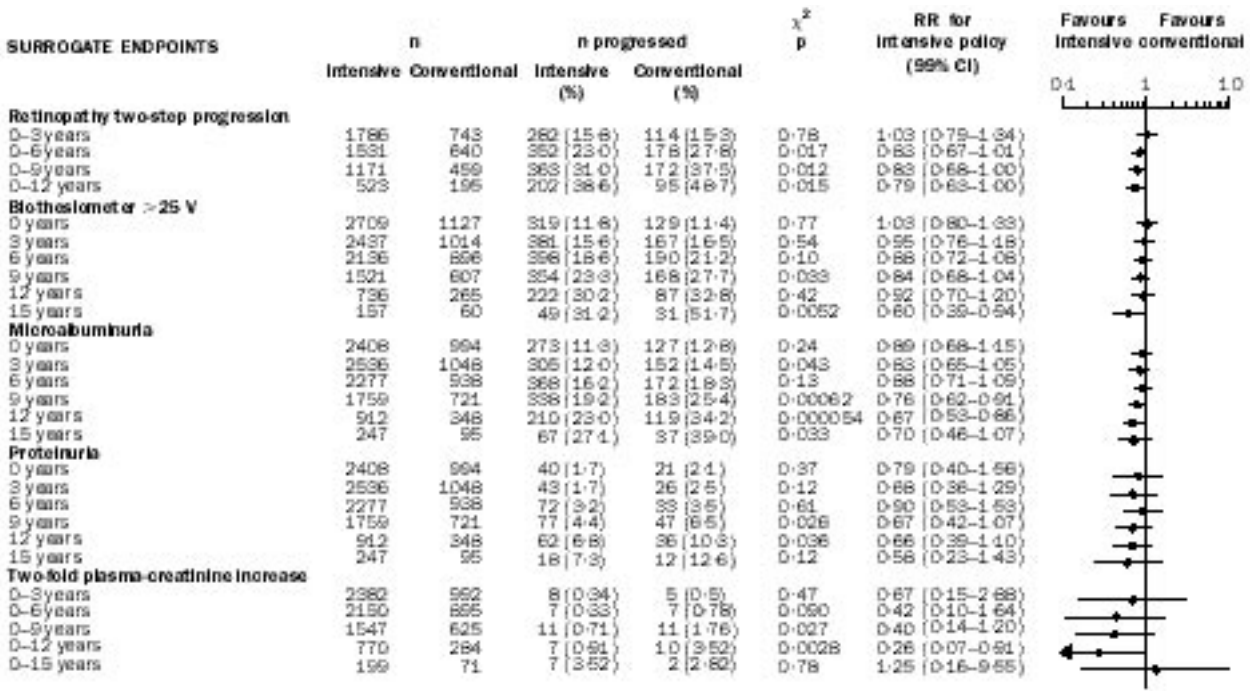 SURROGATE ENDPOINTS n n progressed χ² p RR for intensive policy (99% CI) Favours intensive Favours conventional
Intensive Conventional Intensive (%) Conventional (%) 0·1 1 10
Retinopathy two-step progression
0–3 years 1786 743 282 (15·8) 114 (15·3) 0·78 1·03 (0·79–1·34)
0–6 years 1531 640 352 (23·0) 178 (27·8) 0·017 0·83 (0·67–1·01)
0–9 years 1171 459 363 (31·0) 172 (37·5) 0·012 0·83 (0·68–1·00)
0–12 years 523 195 202 (38·6) 95 (48·7) 0·015 0·79 (0·63–1·00)
Biothesiometer >25 V
0 years 2709 1127 319 (11·8) 129 (11·4) 0·77 1·03 (0·80–1·33)
3 years 2437 1014 381 (15·6) 167 (16·5) 0·54 0·95 (0·76–1·18)
6 years 2136 896 398 (18·6) 190 (21·2) 0·10 0·88 (0·72–1·08)
9 years 1521 607 354 (23·3) 168 (27·7) 0·033 0·84 (0·68–1·04)
12 years 736 265 222 (30·2) 87 (32·8) 0·42 0·92 (0·70–1·20)
15 years 157 60 49 (31·2) 31 (51·7) 0·0052 0·60 (0·39–0·94)
Microalbuminuria
0 years 2408 994 273 (11·3) 127 (12·8) 0·24 0·89 (0·68–1·15)
3 years 2536 1048 305 (12·0) 152 (14·5) 0·043 0·83 (0·65–1·05)
6 years 2277 938 368 (16·2) 172 (18·3) 0·13 0·88 (0·71–1·09)
9 years 1759 721 338 (19·2) 183 (25·4) 0·00062 0·76 (0·62–0·91)
12 years 912 348 210 (23·0) 119 (34·2) 0·000054 0·67 (0·53–0·86)
15 years 247 95 67 (27·1) 37 (39·0) 0·033 0·70 (0·46–1·07)
Proteinuria
0 years 2408 994 40 (1·7) 21 (2·1) 0·37 0·79 (0·40–1·56)
3 years 2536 1048 43 (1·7) 26 (2·5) 0·12 0·68 (0·36–1·29)
6 years 2277 938 72 (3·2) 33 (3·5) 0·61 0·90 (0·53–1·53)
9 years 1759 721 77 (4·4) 47 (6·5) 0·026 0·67 (0·42–1·07)
12 years 912 348 62 (6·8) 36 (10·3) 0·036 0·66 (0·39–1·10)
15 years 247 95 18 (7·3) 12 (12·6) 0·12 0·58 (0·23–1·43)
Two-fold plasma-creatinine increase
0–3 years 2382 992 8 (0·34) 5 (0·5) 0·47 0·67 (0·15–2·88)
0–6 years 2150 895 7 (0·33) 7 (0·78) 0·090 0·42 (0·10–1·64)
0–9 years 1547 625 11 (0·71) 11 (1·76) 0·027 0·40 (0·14–1·20)
0–12 years 770 284 7 (0·91) 10 (3·52) 0·0028 0·26 (0·07–0·91)
0–15 years 199 71 7 (3·52) 2 (2·82) 0·78 1·25 (0·16–9·55)